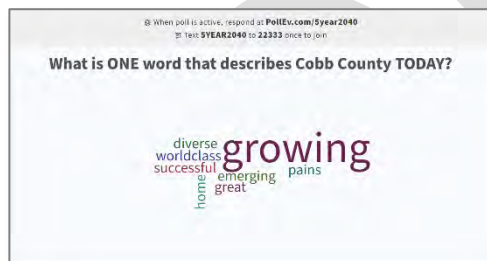 When poll is active, respond at PollEv.com/5year2040
Text 5YEAR2040 to 22333 once to join
What is ONE word that describes Cobb County TODAY?
diverse
growing
worldclass
successful
pains
emerging
home
great